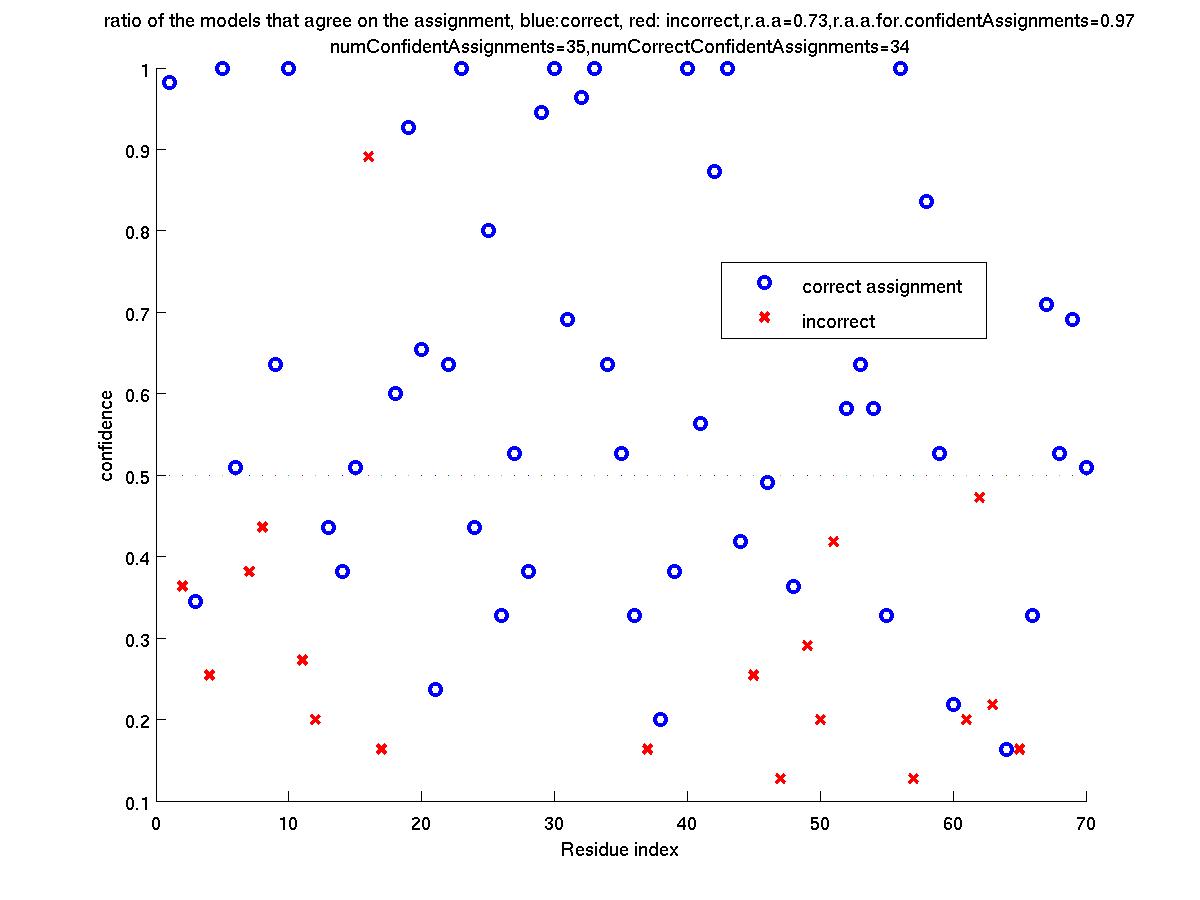 ratio of the models that agree on the assignment, blue:correct, red: incorrect,r.a.a=0.73,r.a.a.for.confidentAssignments=0.97
numConfidentAssignments=35,numCorrectConfidentAssignments=34
1
0.9
0.8
0.7
0.6
0.5
0.4
0.3
0.2
0.1
confidence
correct assignment
incorrect
0 10 20 30 40 50 60 70
Residue index